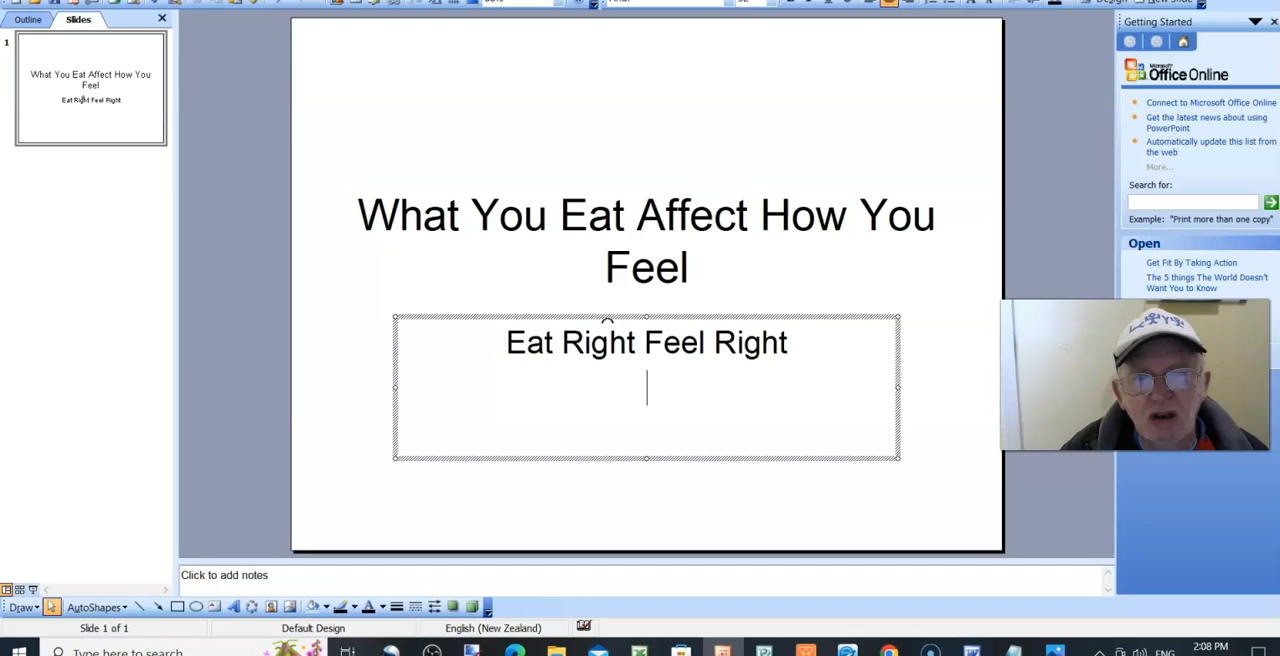 Outline
Slides
Getting Started
1
What You Eat Affect How You
Feel
Eat Right Feel Right
Microsoft
Office Online
Connect to Microsoft Office Online
Get the latest news about using
PowerPoint
Automatically update this list from
the web
More...
Search for:
Example: "Print more than one copy"
Open
Get Fit By Taking Action
The 5 things The World Doesn't
Want You to Know
What You Eat Affect How You
Feel
Eat Right Feel Right
Click to add notes
Draw
AutoShapes
Slide 1 of 1
Default Design
English (New Zealand)
Type here to search
ENG
2:08 PM